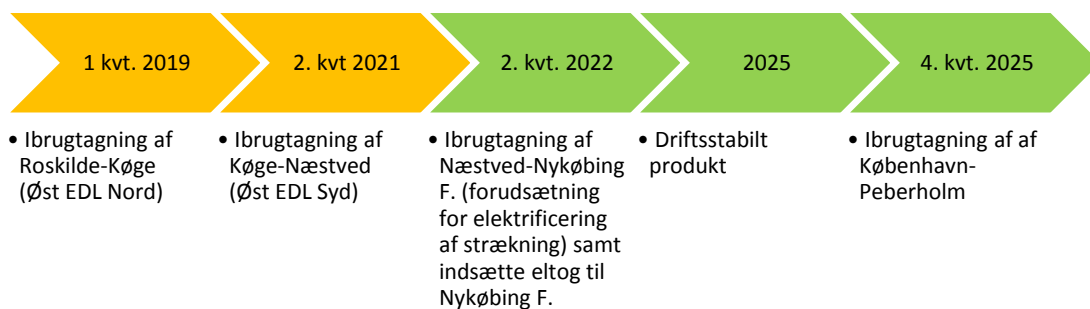 1 kvt. 2019
2. kvt 2021
2. kvt. 2022
2025
4. kvt. 2025
• Ibrugtagning af
Roskilde-Køge
(Øst EDL Nord)
• Ibrugtagning af
Køge-Næstved
(Øst EDL Syd)
• Ibrugtagning af
Næstved-Nykøbing
F. (forudsætning
for elektrificering
af strækning) samt
indsætte eltog til
Nykøbing F.
• Driftsstabilt
produkt
• Ibrugtagning af af
København-
Peberholm